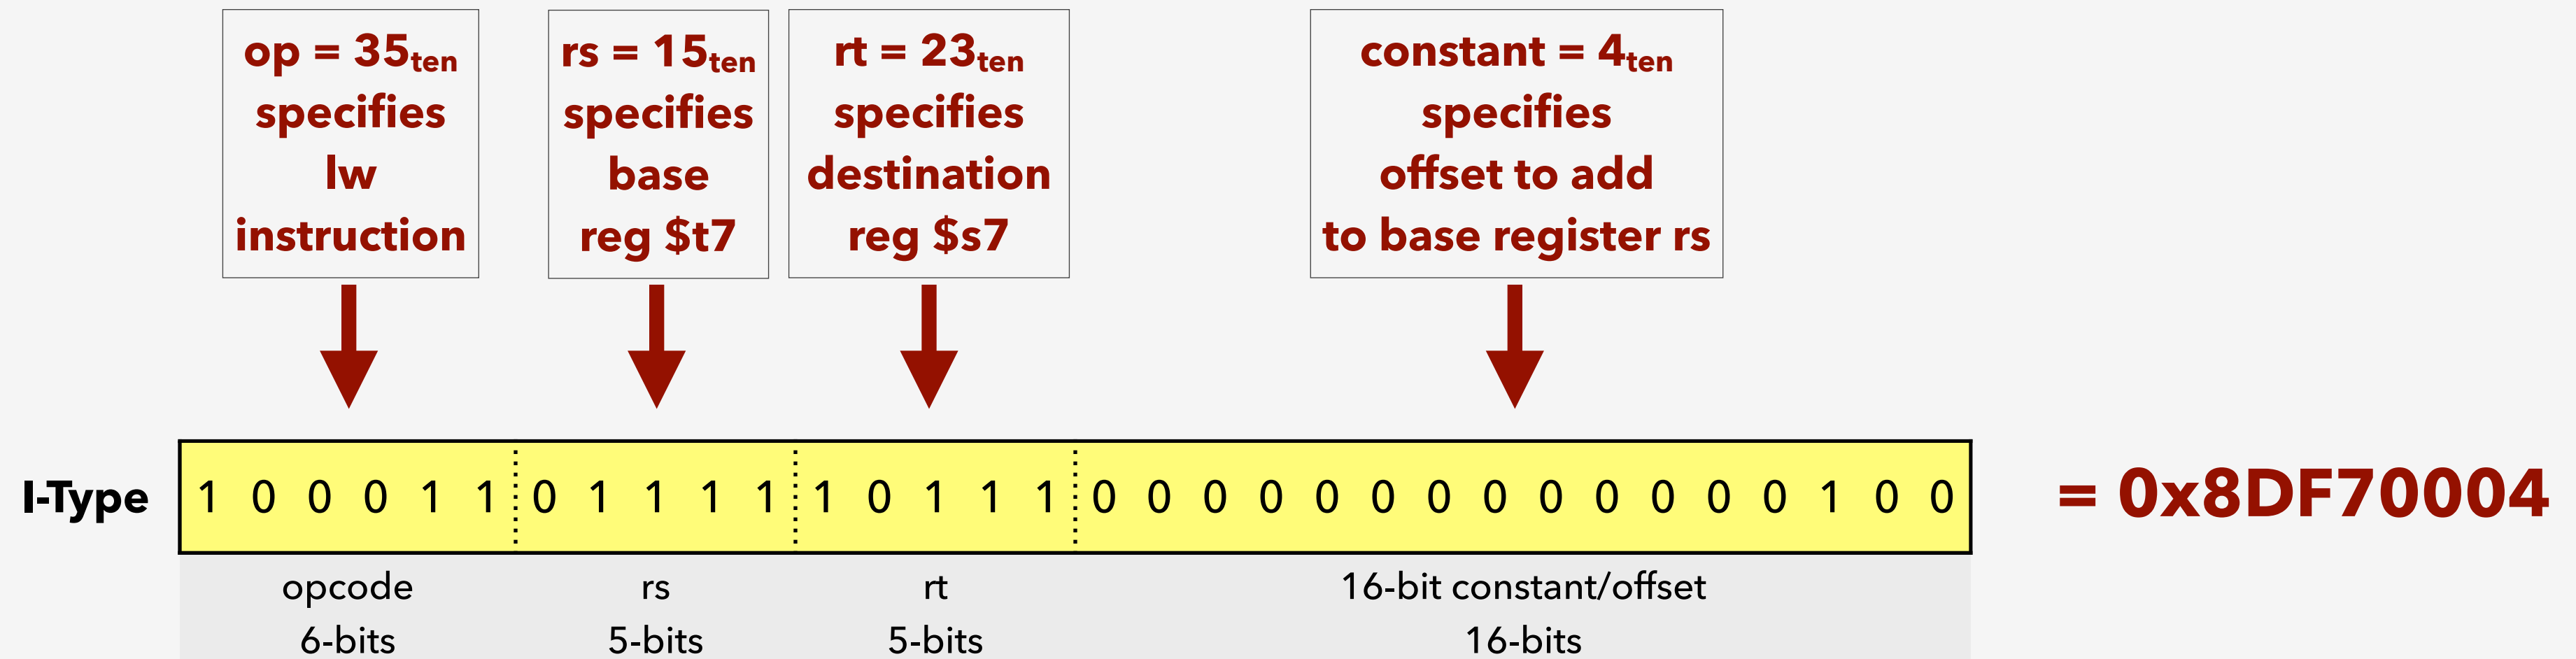 op = 35ten
specifies
lw
instruction
rs = 15ten
specifies
base
reg $t7
rt = 23ten
specifies
destination
reg $s7
constant = 4ten
specifies
offset to add
to base register rs
I-Type 1 0 0 0 1 1 0 1 1 1 1 1 0 1 1 1 0 0 0 0 0 0 0 0 0 0 0 0 0 1 0 0 = 0x8DF70004
opcode rs rt 16-bit constant/offset
6-bits 5-bits 5-bits 16-bits